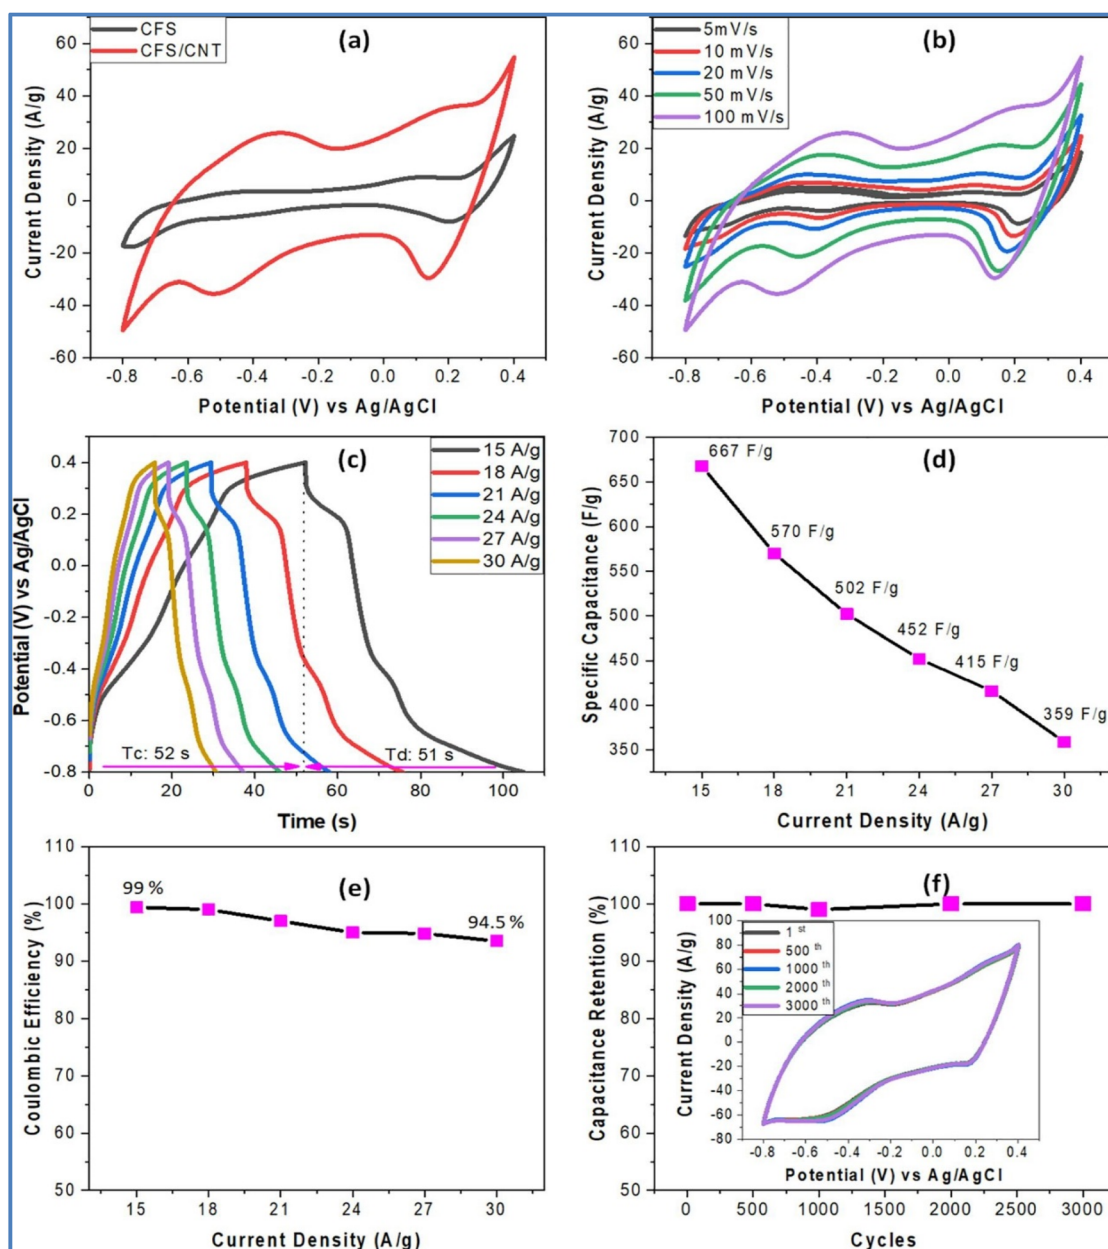 (a)
CFS
CFS/CNT
60
40
20
0
-20
-40
-60
-0.8
-0.6
-0.4
-0.2
0.0
0.2
0.4
Current Density (A/g)
Potential (V) vs Ag/AgCl
(b)
5mV/s
10 mV/s
20 mV/s
50 mV/s
100 mV/s
60
40
20
0
-20
-40
-60
-0.8
-0.6
-0.4
-0.2
0.0
0.2
0.4
Current Density (A/g)
Potential (V) vs Ag/AgCl
(c)
15 A/g
18 A/g
21 A/g
24 A/g
27 A/g
30 A/g
0.4
0.2
0.0
-0.2
-0.4
-0.6
-0.8
Tc: 52 s
Td: 51 s
0
20
40
60
80
100
Potential (V) vs Ag/AgCl
Time (s)
(d)
700
650
600
550
500
450
400
350
667 F/g
570 F/g
502 F/g
452 F/g
415 F/g
359 F/g
15
18
21
24
27
30
Specific Capacitance (F/g)
Current Density (A/g)
(e)
110
100
90
80
70
60
50
99 %
94.5 %
15
18
21
24
27
30
Coulombic Efficiency (%)
Current Density (A/g)
(f)
110
100
90
80
70
60
50
0
500
1000
1500
2000
2500
3000
Capacitance Retention (%)
Cycles
1 st
500 th
1000 th
2000 th
3000 th
100
80
60
40
20
0
-20
-40
-60
-80
-0.8
-0.6
-0.4
-0.2
0.0
0.2
0.4
Current Density (A/g)
Potential (V) vs Ag/AgCl